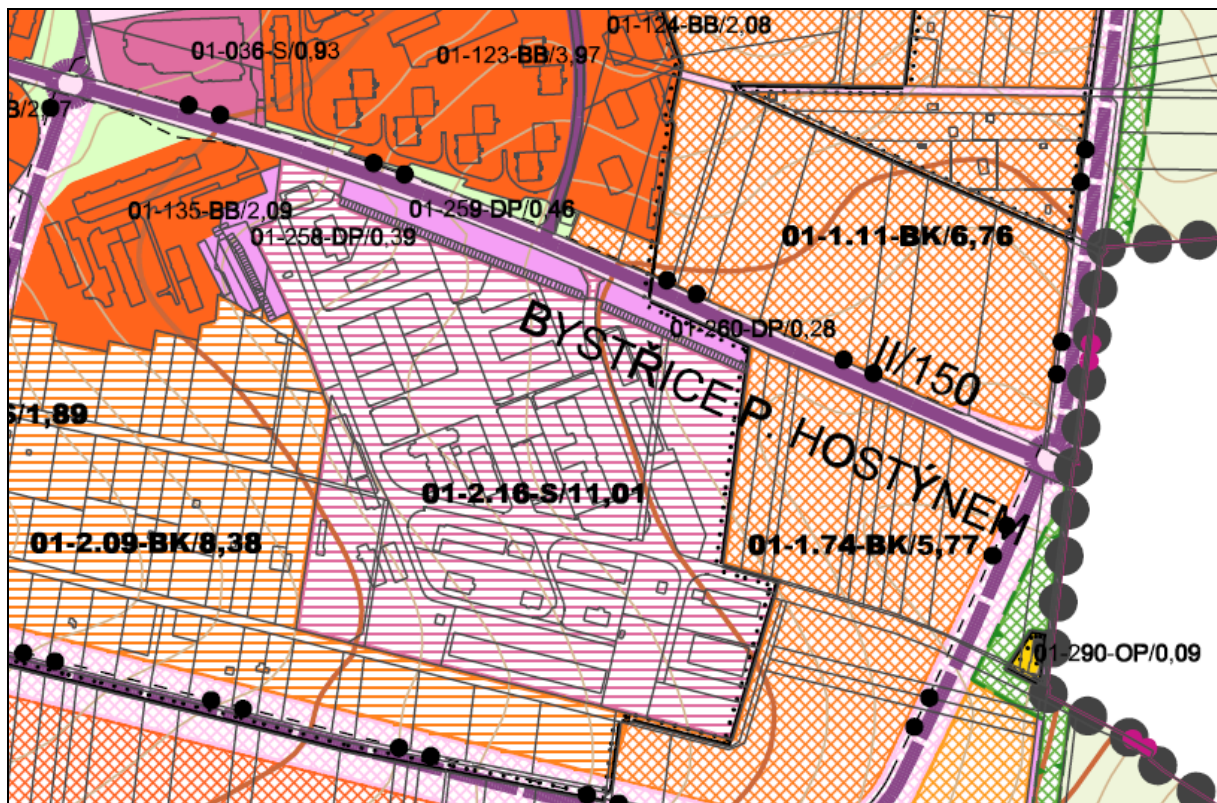 01-124-BB/2,08
01-036-S/0,93
01-123-BB/3,97
01-135-BB/2,09
01-259-DP/0,46
01-258-DP/0,39
01-1.11-BK/6,76
01-260-DP/0,28
II/150
BYSTŘICE P. HOSTÝNEM
S/1,89
01-2.16-S/11,01
01-2.09-BK/8,38
01-1.74-BK/5,77
01-290-OP/0,09